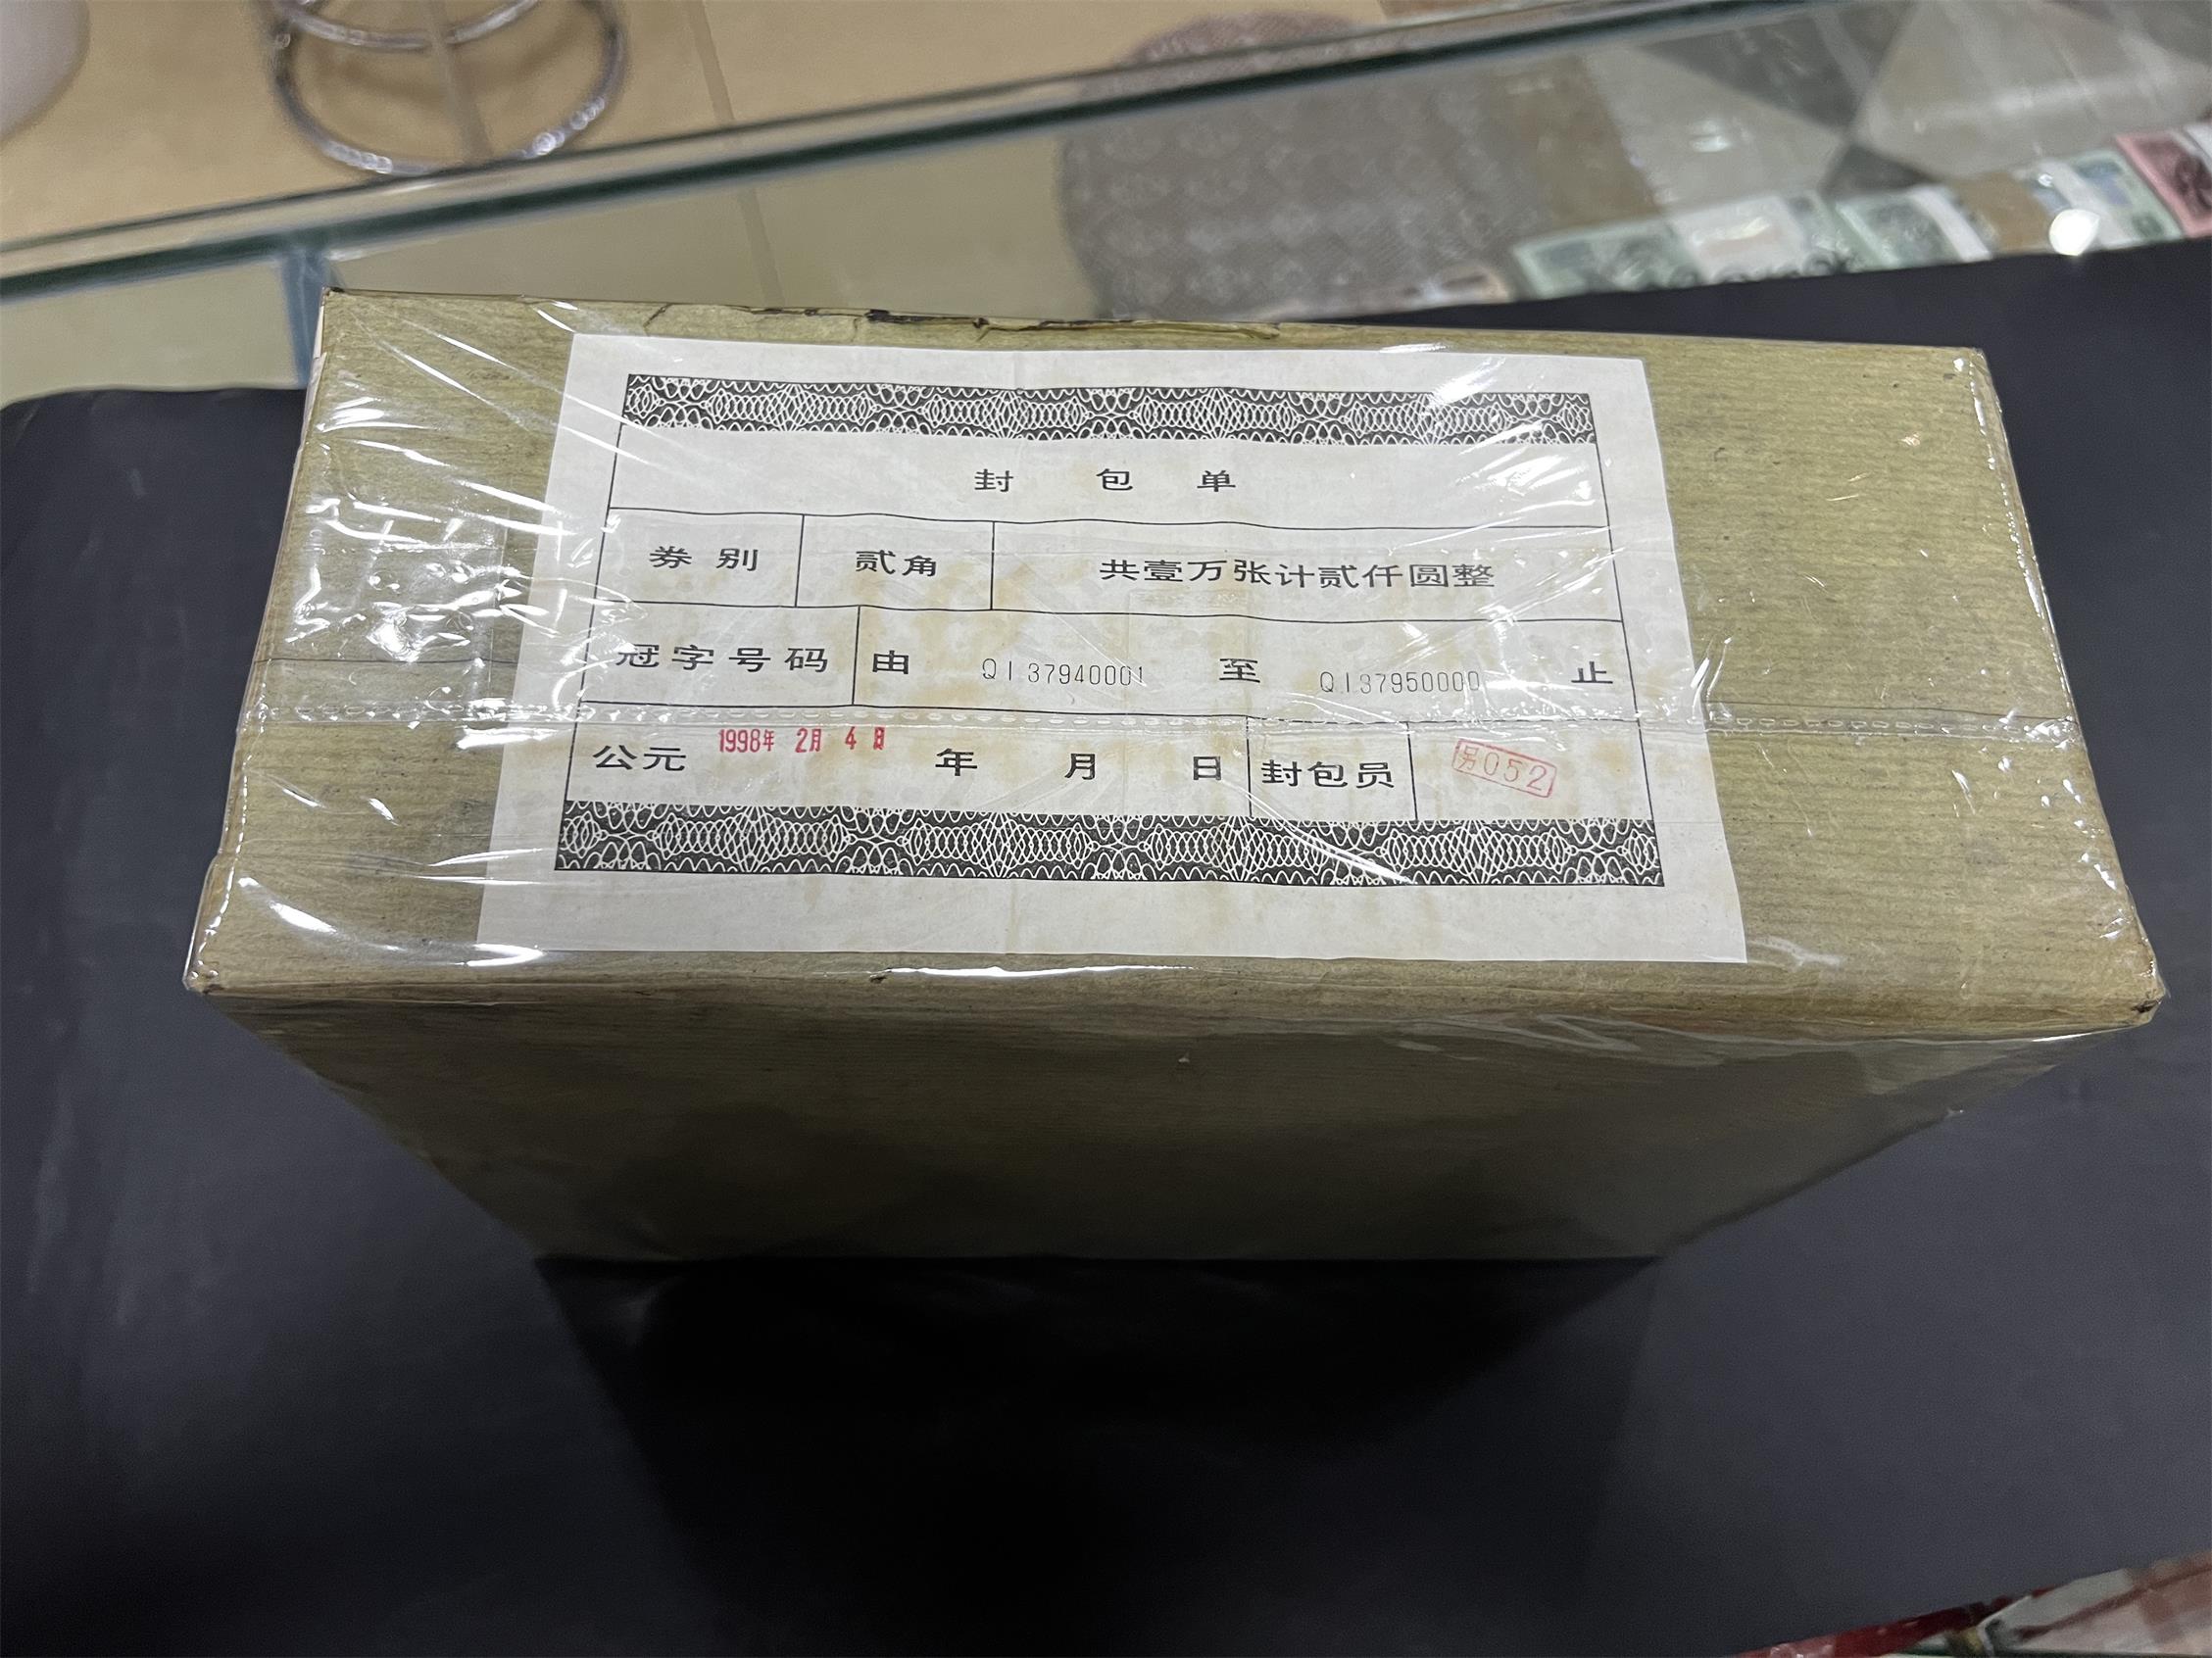 封包单
券别 贰角 共壹万张计贰仟圆整
冠字号码 由 QI 37940001 至 QI37950000 止
公元 1998年 2月 4日 年 月 日 封包员 052